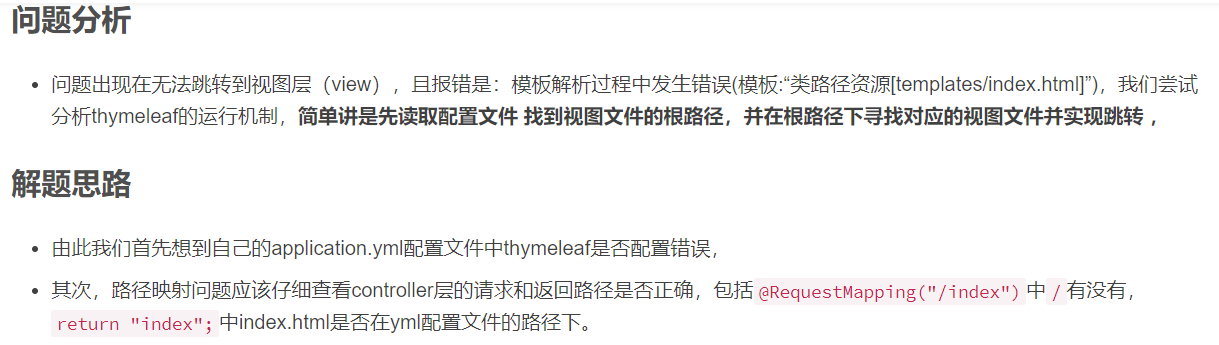 问题分析
• 问题出现在无法跳转到视图层（view），且报错是：模板解析过程中发生错误(模板:“类路径资源[templates/index.html]”)，我们尝试
分析thymeleaf的运行机制，简单讲是先读取配置文件 找到视图文件的根路径，并在根路径下寻找对应的视图文件并实现跳转 ，
解题思路
• 由此我们首先想到自己的application.yml配置文件中thymeleaf是否配置错误，
• 其次，路径映射问题应该仔细查看controller层的请求和返回路径是否正确，包括 @RequestMapping("/index") 中 / 有没有，
return "index"; 中index.html是否在yml配置文件的路径下。